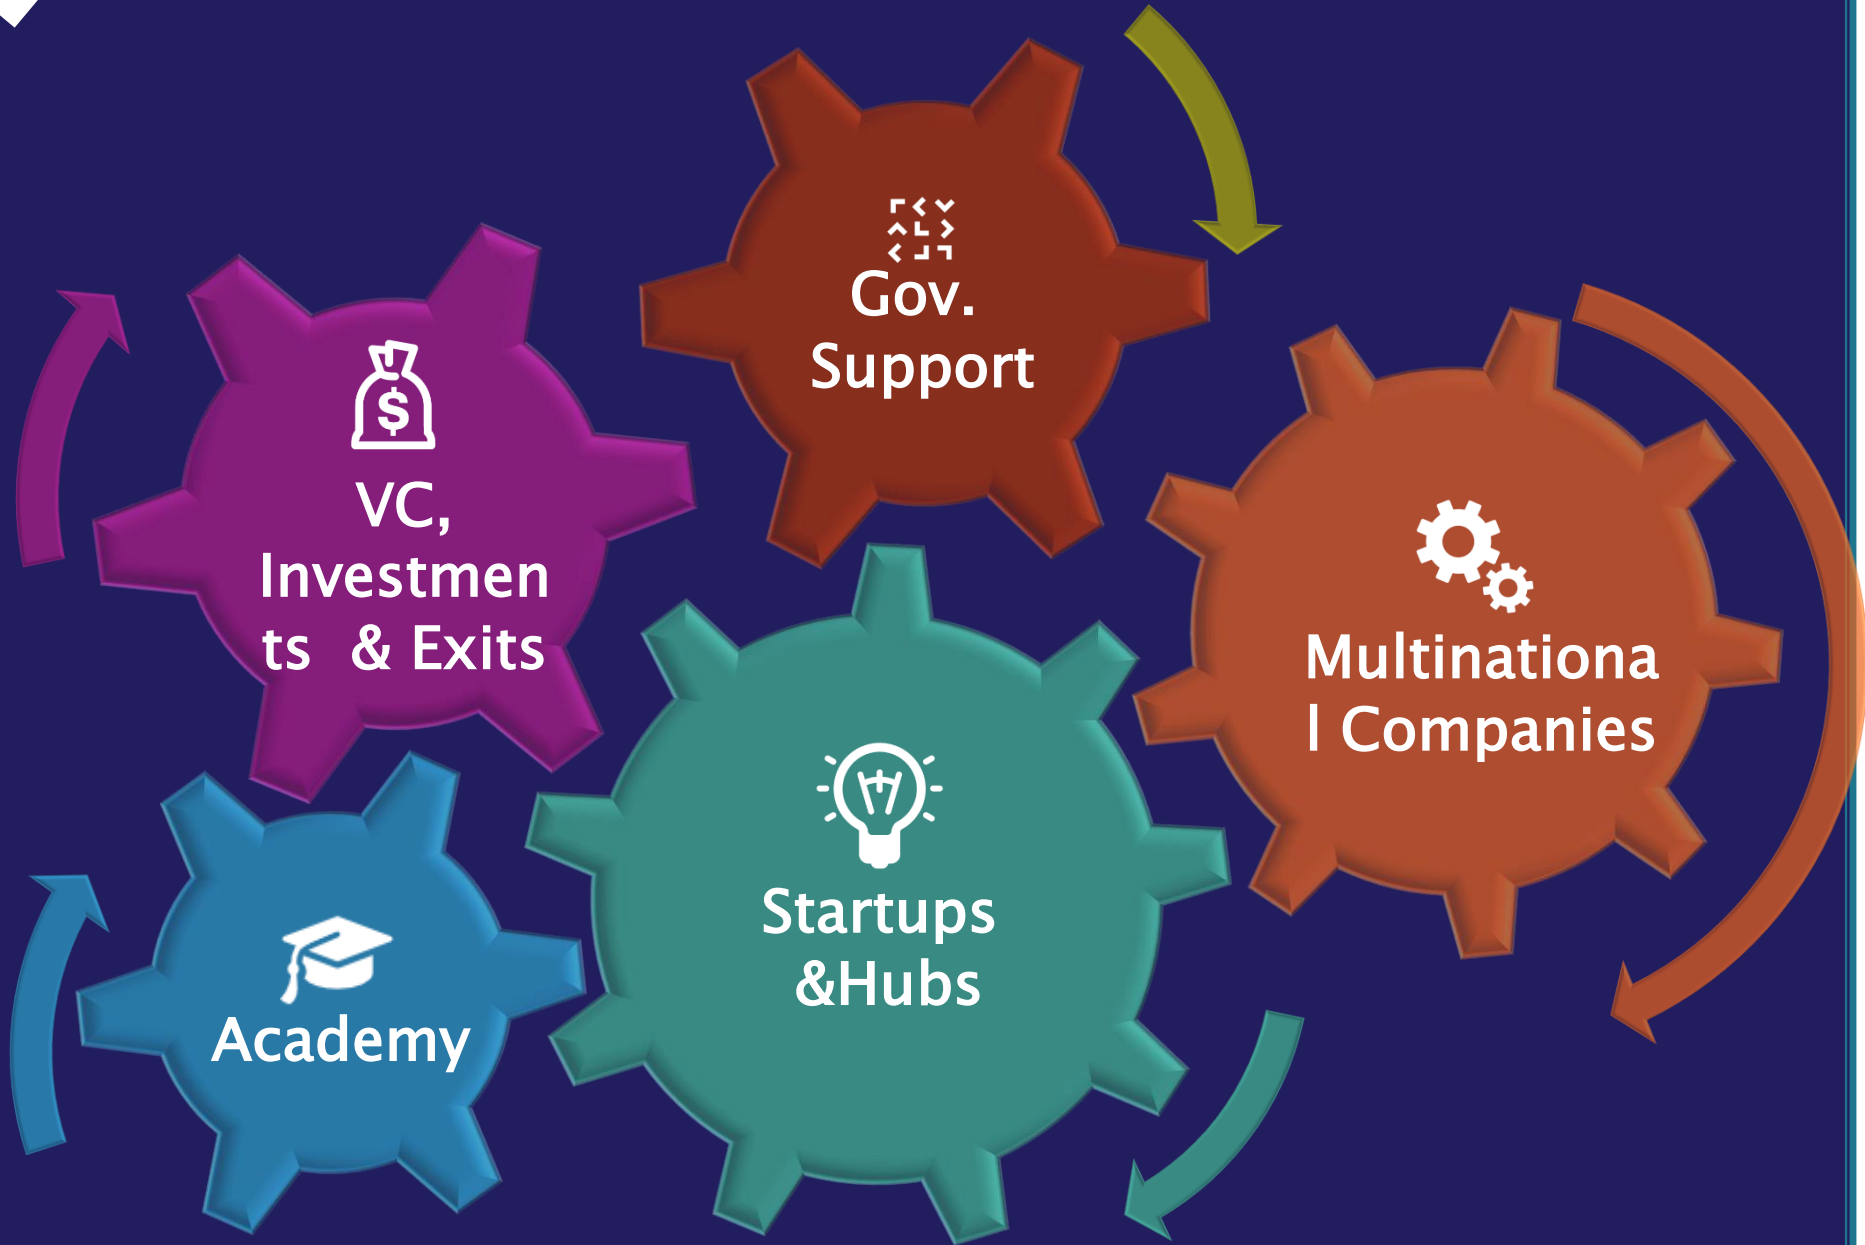 Gov.
Support
VC,
Investmen
ts & Exits
Multinationa
l Companies
Startups
&Hubs
Academy